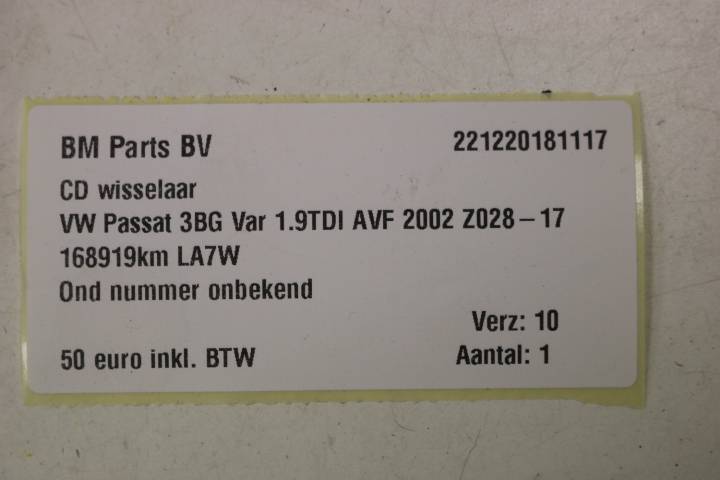 BM Parts BV 221220181117
CD wisselaar
VW Passat 3BG Var 1.9TDI AVF 2002 Z028-17
168919km LA7W
Ond nummer onbekend
Verz: 10
50 euro inkl. BTW Aantal: 1